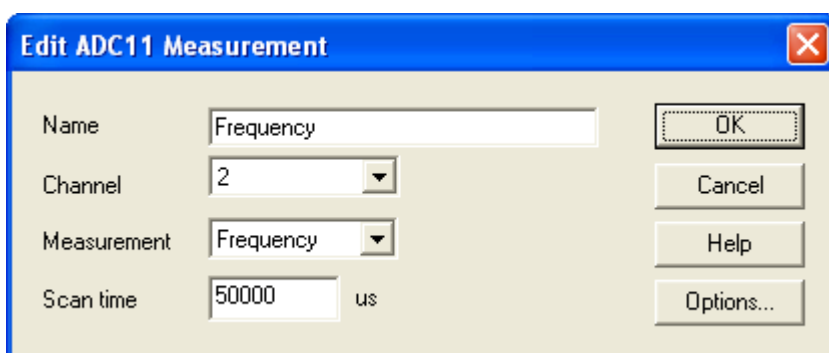 Edit ADC11 Measurement
Name Frequency OK
Channel 2 Cancel
Measurement Frequency Help
Scan time 50000 us Options...